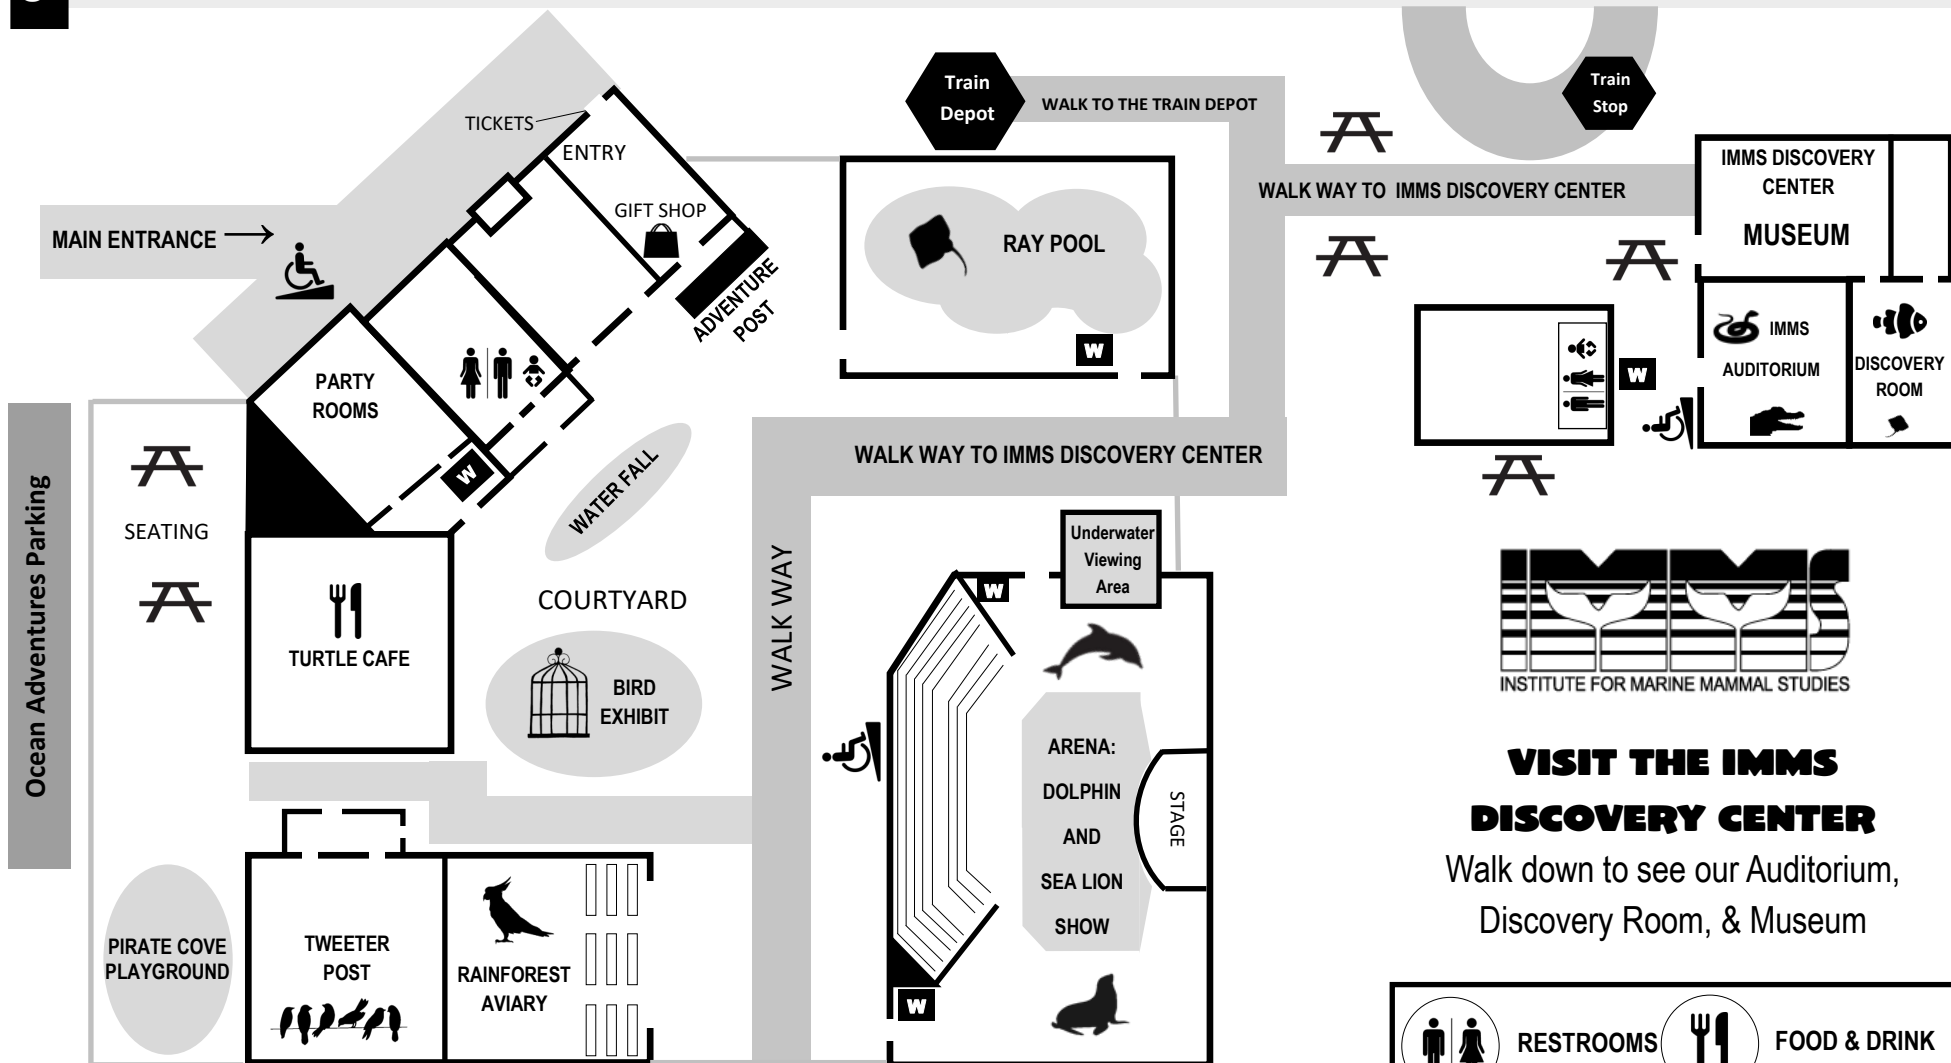 Train
Depot
WALK TO THE TRAIN DEPOT
Train
Stop
TICKETS
ENTRY
GIFT SHOP
ADVENTURE
POST
MAIN ENTRANCE
RAY POOL
W
WALK WAY TO IMMS DISCOVERY CENTER
IMMS DISCOVERY
CENTER
MUSEUM
IMMS
AUDITORIUM
DISCOVERY
ROOM
W
PARTY
ROOMS
W
WATER FALL
WALK WAY TO IMMS DISCOVERY CENTER
Ocean Adventures Parking
SEATING
TURTLE CAFE
COURTYARD
BIRD
EXHIBIT
WALK WAY
Underwater
Viewing
Area
W
ARENA:
DOLPHIN
AND
SEA LION
SHOW
STAGE
W
PIRATE COVE
PLAYGROUND
TWEETER
POST
RAINFOREST
AVIARY
IMMS
INSTITUTE FOR MARINE MAMMAL STUDIES
VISIT THE IMMS
DISCOVERY CENTER
Walk down to see our Auditorium,
Discovery Room, & Museum
RESTROOMS
FOOD & DRINK